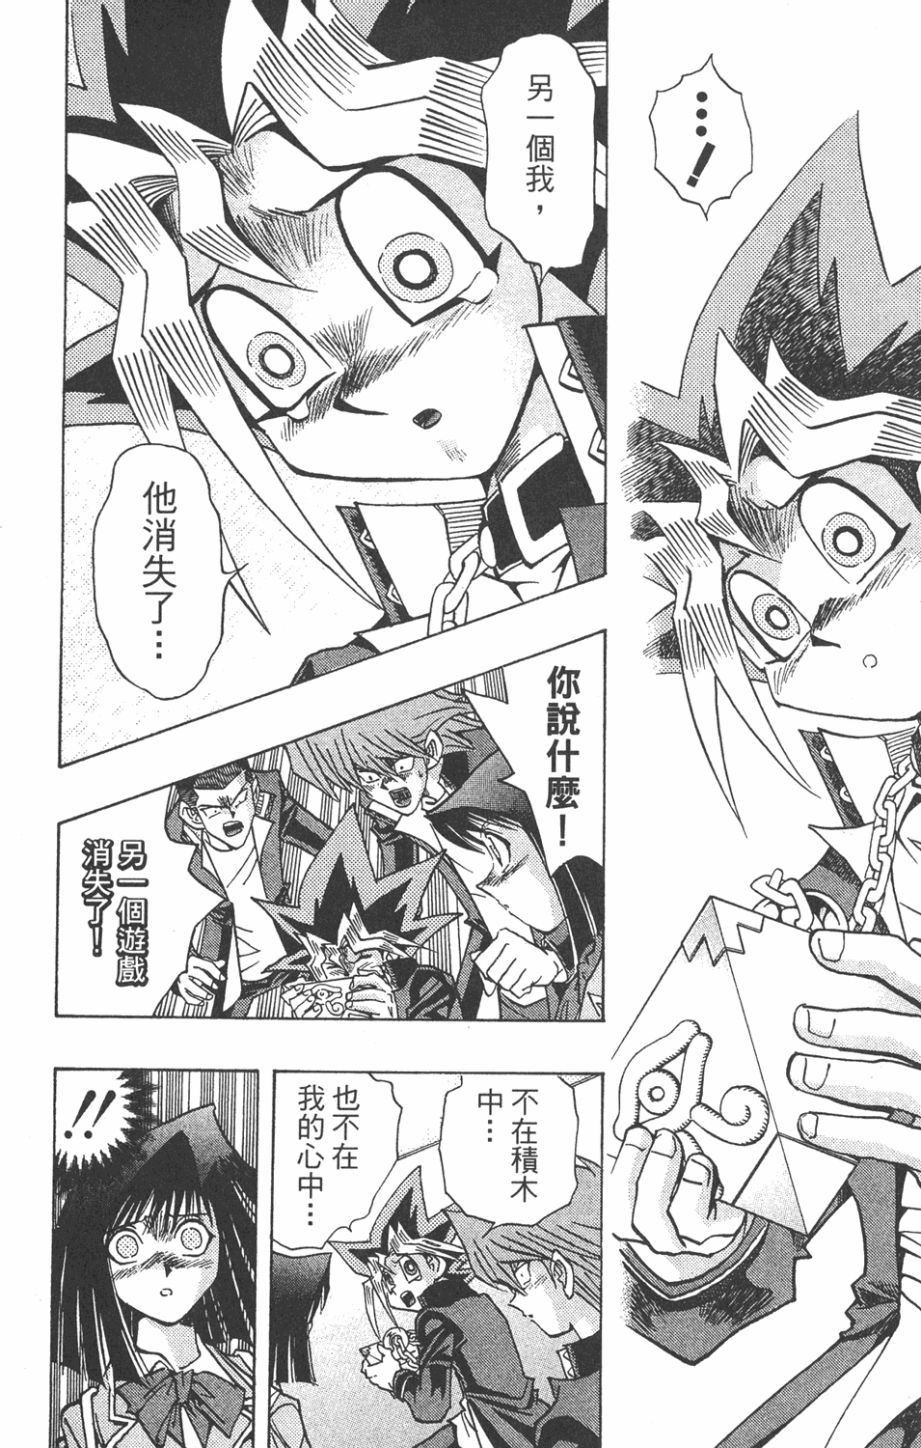 …！
另一個我，
他消失了…
你說什麼！
另一個遊戲
消失了！
不在積木
中…
也不在
我的心中…
！！